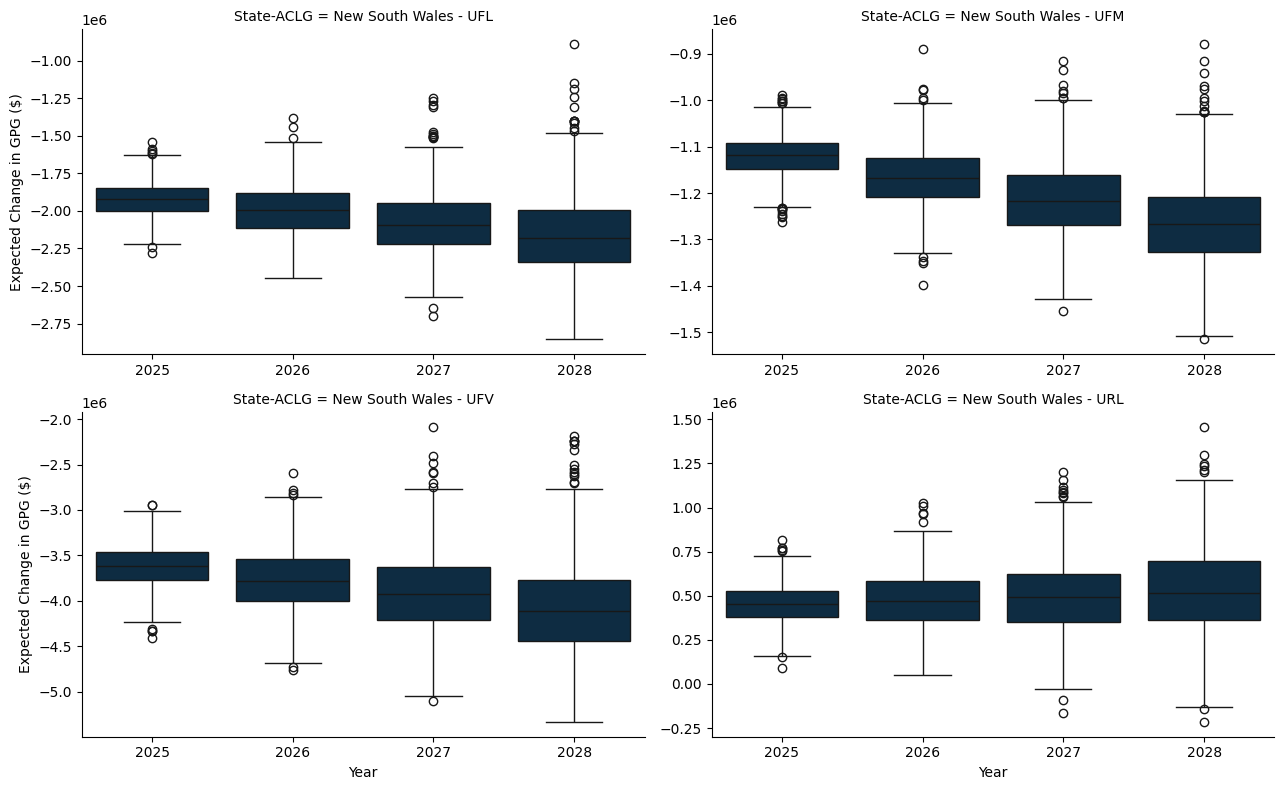 State-ACLG = New South Wales - UFL
1e6
−1.00
−1.25
−1.50
−1.75
−2.00
−2.25
−2.50
−2.75
Expected Change in GPG ($)
2025 2026 2027 2028
State-ACLG = New South Wales - UFM
1e6
−0.9
−1.0
−1.1
−1.2
−1.3
−1.4
−1.5
2025 2026 2027 2028
State-ACLG = New South Wales - UFV
1e6
−2.0
−2.5
−3.0
−3.5
−4.0
−4.5
−5.0
Expected Change in GPG ($)
2025 2026 2027 2028
Year
State-ACLG = New South Wales - URL
1e6
1.50
1.25
1.00
0.75
0.50
0.25
0.00
−0.25
2025 2026 2027 2028
Year